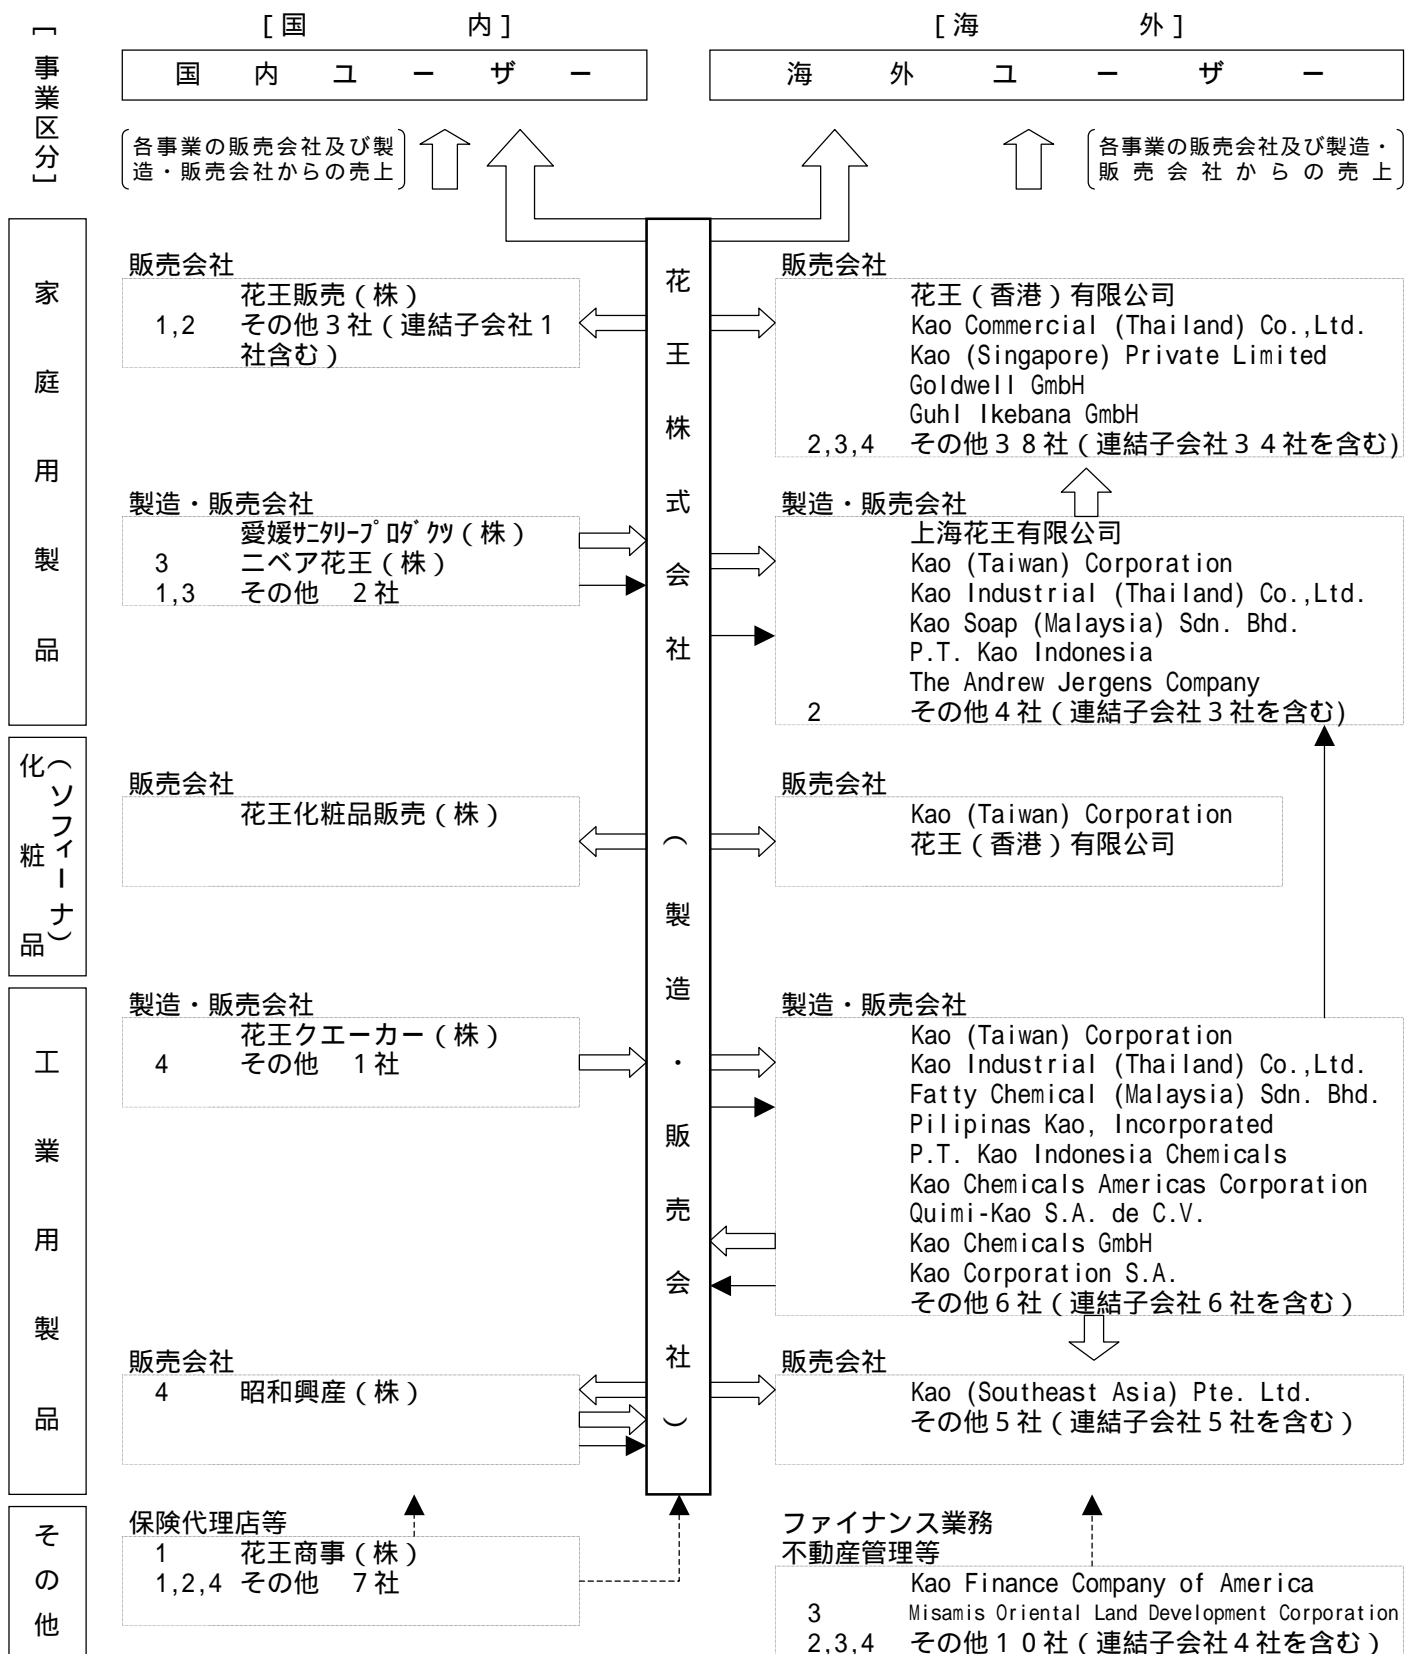 [事業区分]
[国内]
[海外]
国内ユーザー
海外ユーザー
各事業の販売会社及び製
造・販売会社からの売上
各事業の販売会社及び製造・
販売会社からの売上
花王株式会社（製造・販売会社）
家庭用製品
販売会社
花王販売（株）
1,2 その他３社（連結子会社１
社含む）
販売会社
花王（香港）有限公司
Kao Commercial (Thailand) Co.,Ltd.
Kao (Singapore) Private Limited
Goldwell GmbH
Guhl Ikebana GmbH
2,3,4 その他３８社（連結子会社３４社を含む)
製造・販売会社
愛媛ｻﾆﾀﾘｰﾌﾟﾛﾀﾞｸﾂ（株）
3 ニベア花王（株）
1,3 その他 ２社
製造・販売会社
上海花王有限公司
Kao (Taiwan) Corporation
Kao Industrial (Thailand) Co.,Ltd.
Kao Soap (Malaysia) Sdn. Bhd.
P.T. Kao Indonesia
The Andrew Jergens Company
2 その他４社（連結子会社３社を含む)
化粧品
（ソフィーナ）
販売会社
花王化粧品販売（株）
販売会社
Kao (Taiwan) Corporation
花王（香港）有限公司
工業用製品
製造・販売会社
花王クエーカー（株）
4 その他 １社
製造・販売会社
Kao (Taiwan) Corporation
Kao Industrial (Thailand) Co.,Ltd.
Fatty Chemical (Malaysia) Sdn. Bhd.
Pilipinas Kao, Incorporated
P.T. Kao Indonesia Chemicals
Kao Chemicals Americas Corporation
Quimi-Kao S.A. de C.V.
Kao Chemicals GmbH
Kao Corporation S.A.
その他６社（連結子会社６社を含む）
販売会社
4 昭和興産（株）
販売会社
Kao (Southeast Asia) Pte. Ltd.
その他５社（連結子会社５社を含む）
その他
保険代理店等
1 花王商事（株）
1,2,4 その他 ７社
ファイナンス業務
不動産管理等
Kao Finance Company of America
3 Misamis Oriental Land Development Corporation
2,3,4 その他１０社（連結子会社４社を含む）